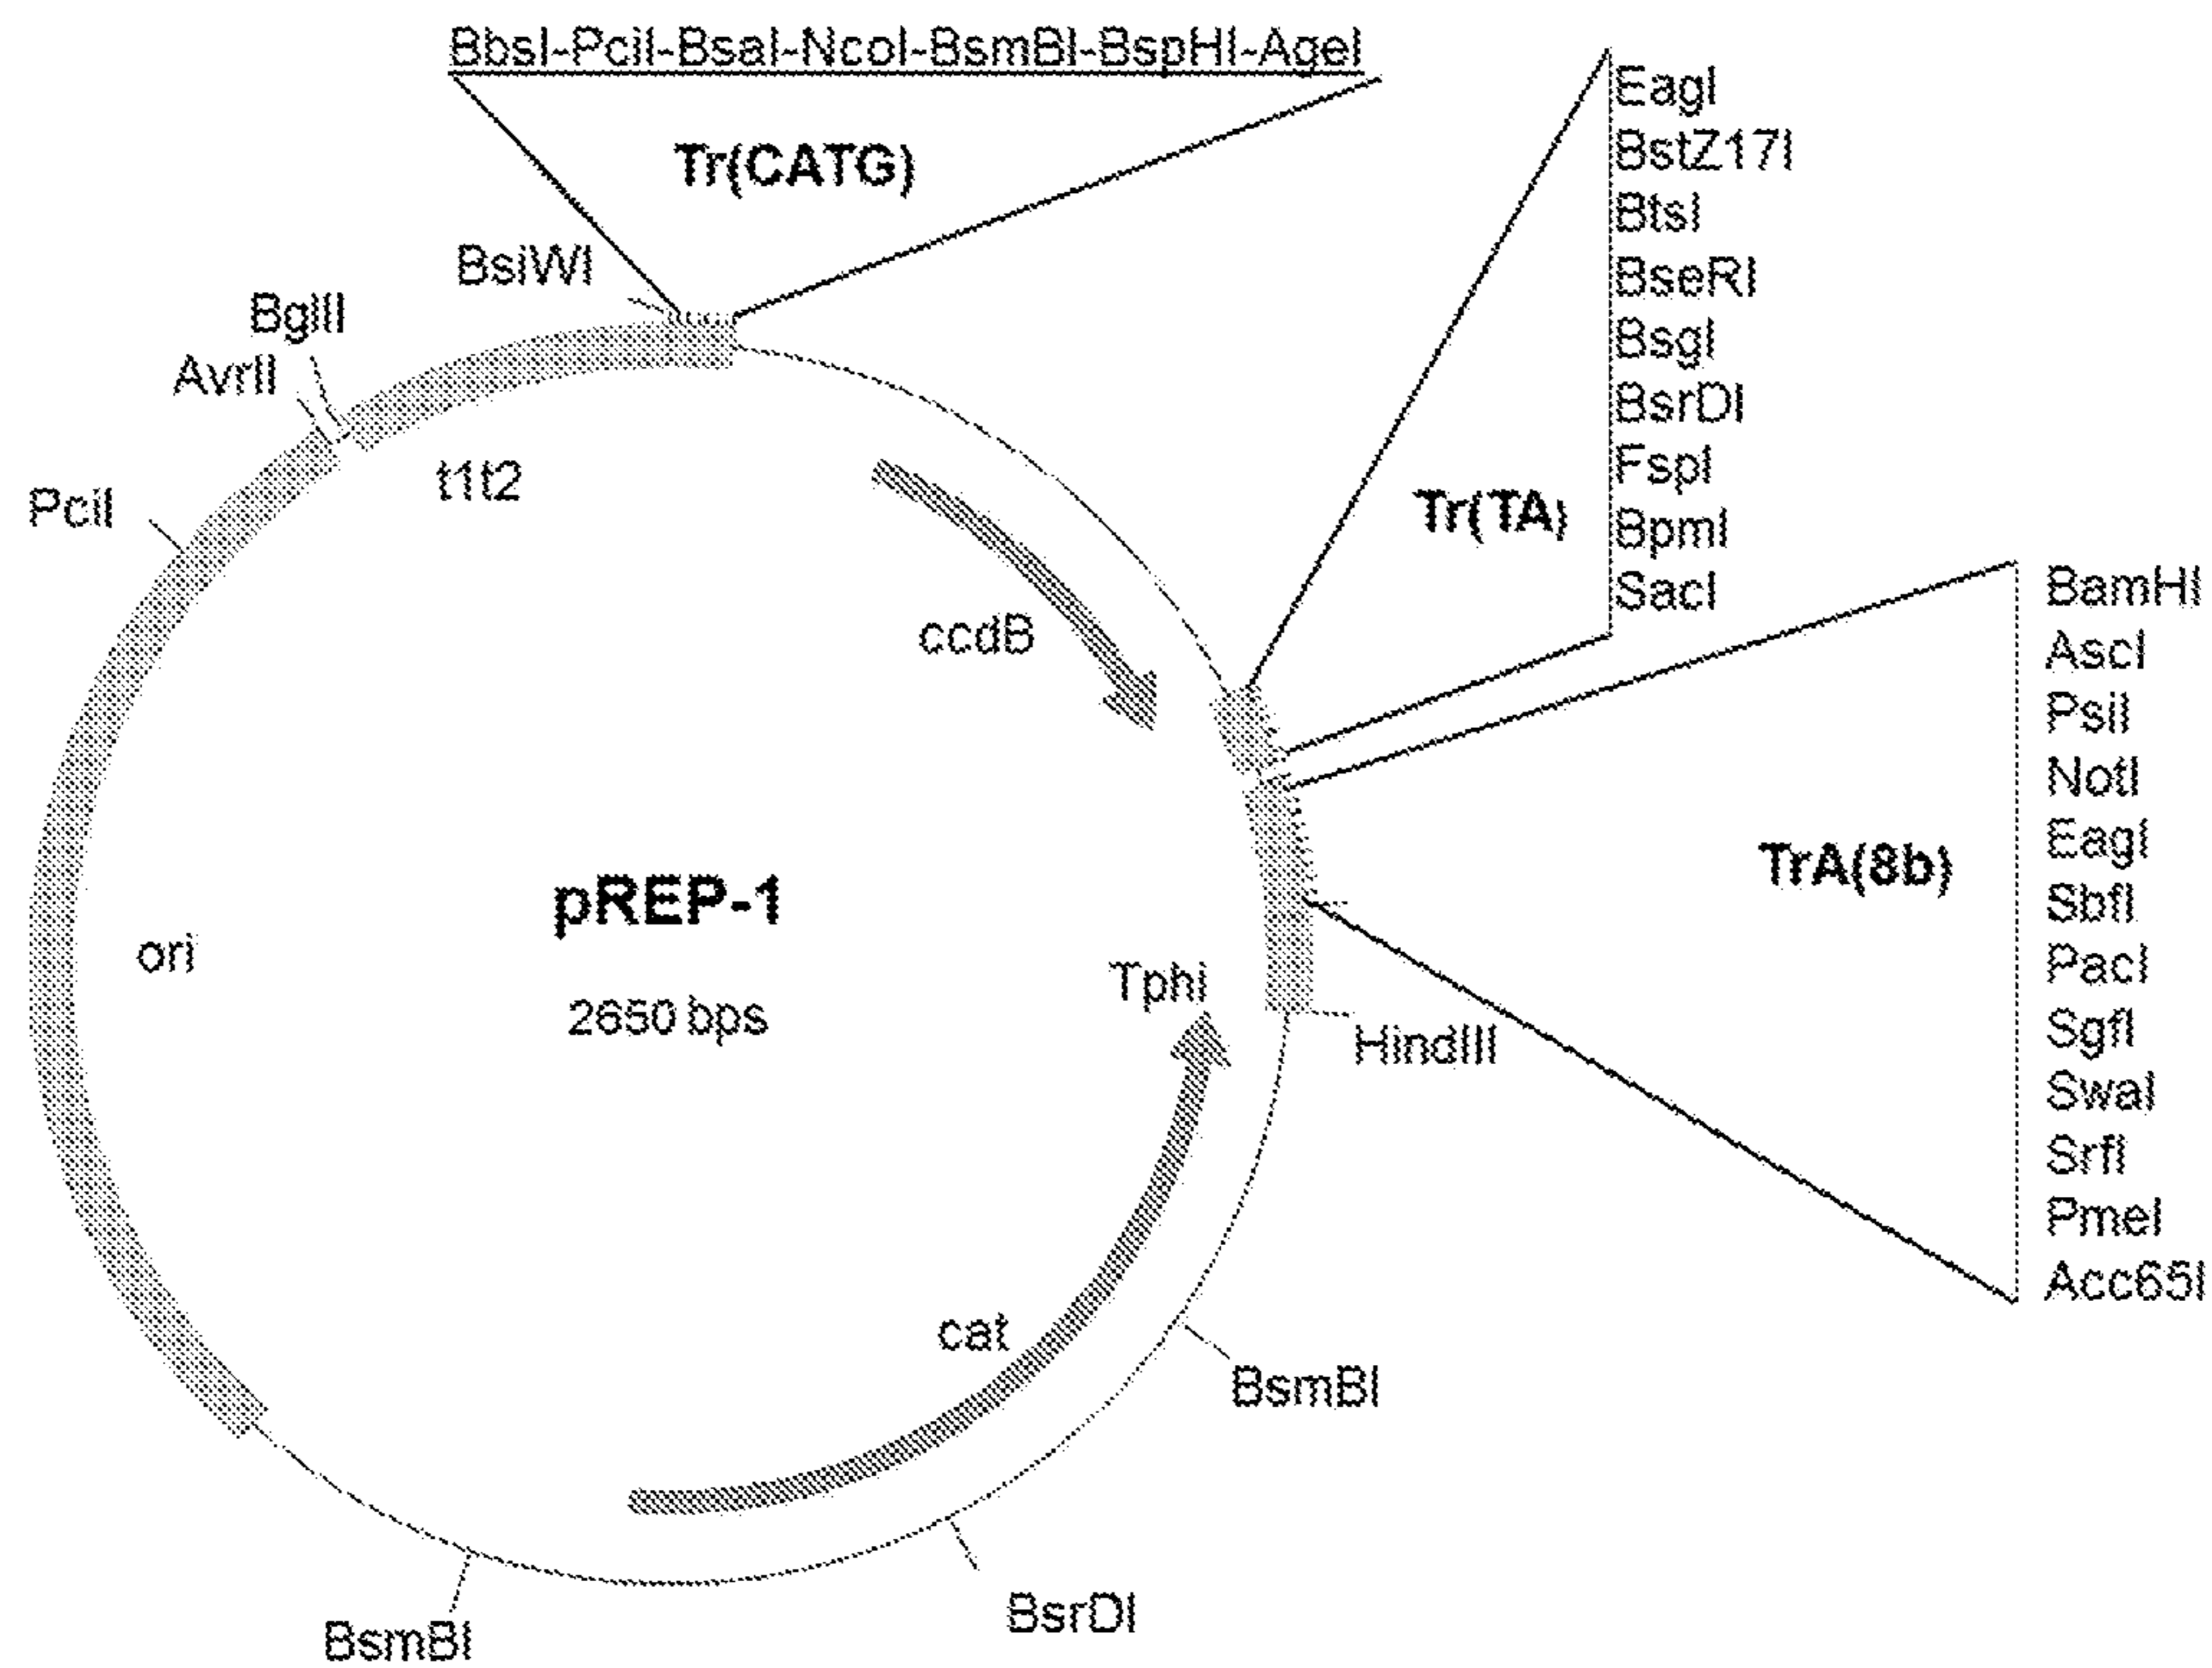 BbsI-PciI-BsaI-NcoI-BsmBI-BspHI-AgeI
Tr(CATG)
BsiWI
BglII
AvrII
PciI
t1t2
ccdB
EagI
BstZ17I
BtsI
BseRI
BsgI
BsrDI
FspI
BpmI
SacI
Tr(TA)
BamHI
AscI
PsiI
NotI
EagI
SbfI
PacI
SgfI
SwaI
SrfI
PmeI
Acc65I
TrA(8b)
pREP-1
2650 bps
ori
Tphi
HindIII
cat
BsmBI
BsrDI
BsmBI